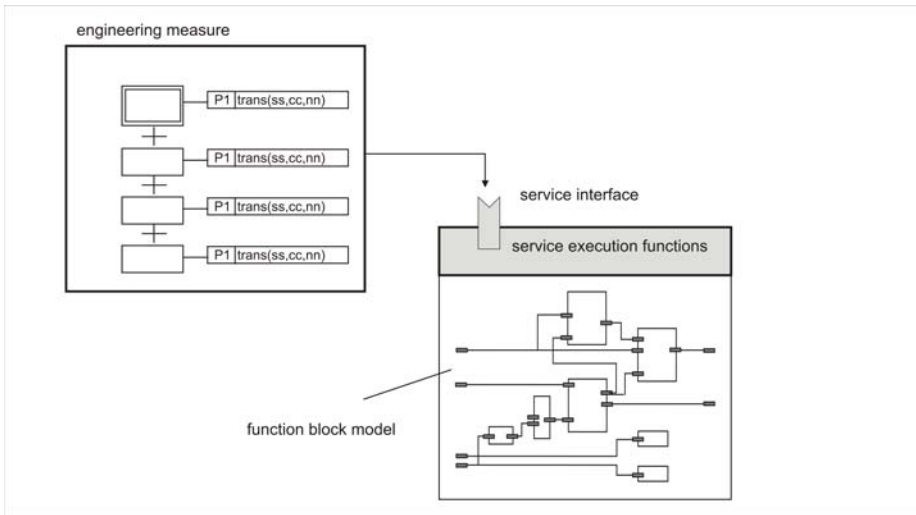 engineering measure
P1 trans(ss,cc,nn)
P1 trans(ss,cc,nn)
P1 trans(ss,cc,nn)
P1 trans(ss,cc,nn)
service interface
service execution functions
function block model